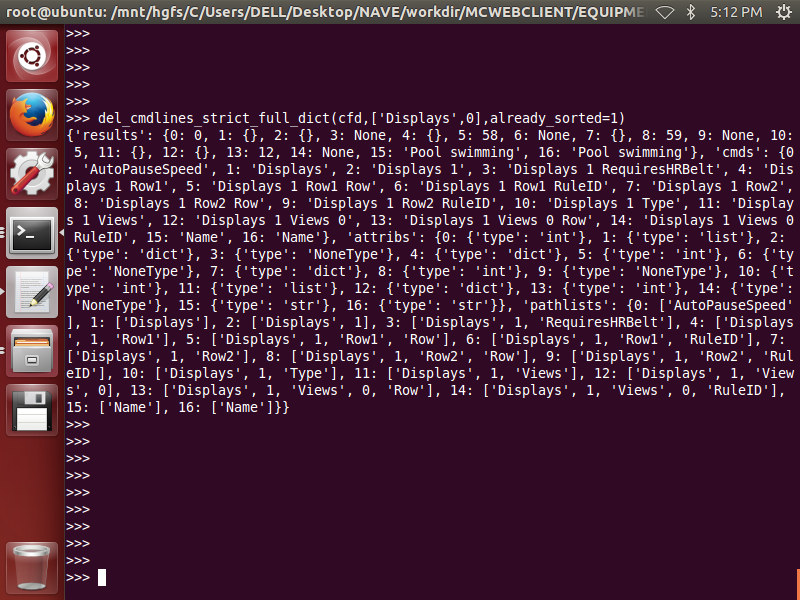 root@ubuntu: /mnt/hgfs/C/Users/DELL/Desktop/NAVE/workdir/MCWEBCLIENT/EQUIPME 5:12 PM
>>>
>>>
>>>
>>>
>>>
>>> del_cmdlines_strict_full_dict(cfd,['Displays',0],already_sorted=1)
{'results': {0: 0, 1: {}, 2: {}, 3: None, 4: {}, 5: 58, 6: None, 7: {}, 8: 59, 9: None, 10:
 5, 11: {}, 12: {}, 13: 12, 14: None, 15: 'Pool swimming', 16: 'Pool swimming'}, 'cmds': {0
: 'AutoPauseSpeed', 1: 'Displays', 2: 'Displays 1', 3: 'Displays 1 RequiresHRBelt', 4: 'Dis
plays 1 Row1', 5: 'Displays 1 Row1 Row', 6: 'Displays 1 Row1 RuleID', 7: 'Displays 1 Row2',
 8: 'Displays 1 Row2 Row', 9: 'Displays 1 Row2 RuleID', 10: 'Displays 1 Type', 11: 'Display
s 1 Views', 12: 'Displays 1 Views 0', 13: 'Displays 1 Views 0 Row', 14: 'Displays 1 Views 0
 RuleID', 15: 'Name', 16: 'Name'}, 'attribs': {0: {'type': 'int'}, 1: {'type': 'list'}, 2:
{'type': 'dict'}, 3: {'type': 'NoneType'}, 4: {'type': 'dict'}, 5: {'type': 'int'}, 6: {'ty
pe': 'NoneType'}, 7: {'type': 'dict'}, 8: {'type': 'int'}, 9: {'type': 'NoneType'}, 10: {'t
ype': 'int'}, 11: {'type': 'list'}, 12: {'type': 'dict'}, 13: {'type': 'int'}, 14: {'type':
 'NoneType'}, 15: {'type': 'str'}, 16: {'type': 'str'}}, 'pathlists': {0: ['AutoPauseSpeed'
], 1: ['Displays'], 2: ['Displays', 1], 3: ['Displays', 1, 'RequiresHRBelt'], 4: ['Displays
', 1, 'Row1'], 5: ['Displays', 1, 'Row1', 'Row'], 6: ['Displays', 1, 'Row1', 'RuleID'], 7:
['Displays', 1, 'Row2'], 8: ['Displays', 1, 'Row2', 'Row'], 9: ['Displays', 1, 'Row2', 'Rul
eID'], 10: ['Displays', 1, 'Type'], 11: ['Displays', 1, 'Views'], 12: ['Displays', 1, 'View
s', 0], 13: ['Displays', 1, 'Views', 0, 'Row'], 14: ['Displays', 1, 'Views', 0, 'RuleID'],
15: ['Name'], 16: ['Name']}}
>>>
>>>
>>>
>>>
>>>
>>>
>>>
>>>
>>>
>>>